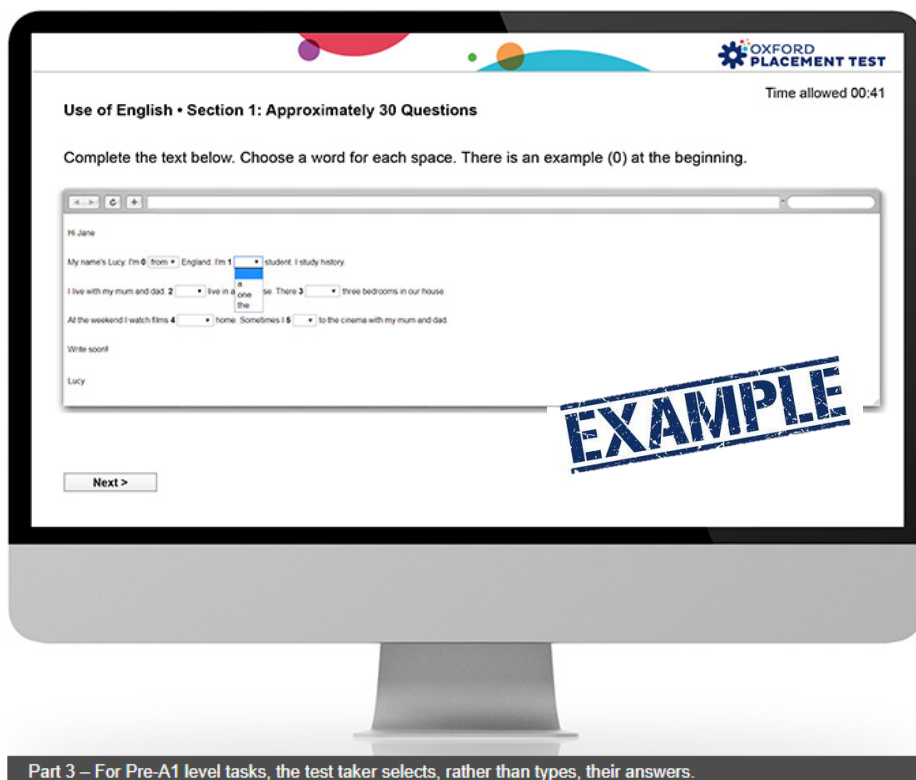 OXFORD
PLACEMENT TEST
Time allowed 00:41
Use of English • Section 1: Approximately 30 Questions
Complete the text below. Choose a word for each space. There is an example (0) at the beginning.
Hi Jane
My name's Lucy. I'm 0 from England. I'm 1 student. I study history.
a
one
the
I live with my mum and dad. 2 live in a se. There 3 three bedrooms in our house.
At the weekend I watch films 4 home. Sometimes I 5 to the cinema with my mum and dad.
Write soon!
Lucy
EXAMPLE
Next >
Part 3 – For Pre-A1 level tasks, the test taker selects, rather than types, their answers.